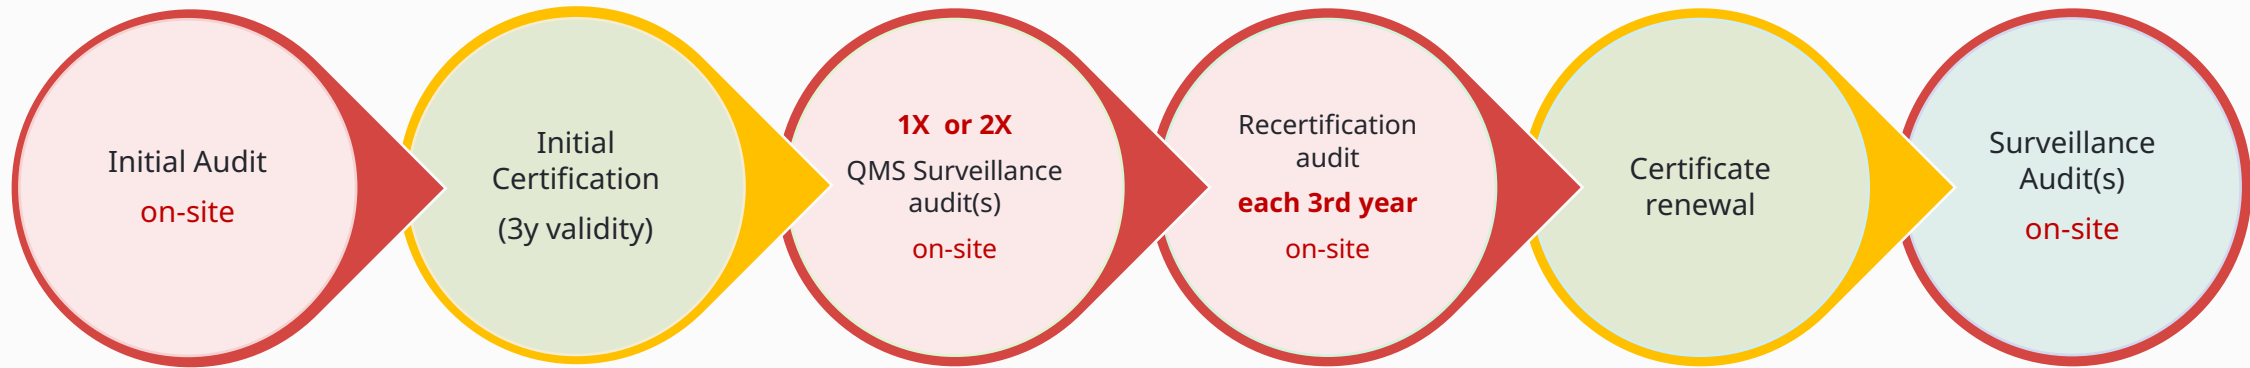 Initial Audit
on-site
Initial
Certification
(3y validity)
1X or 2X
QMS Surveillance
audit(s)
on-site
Recertification
audit
each 3rd year
on-site
Certificate
renewal
Surveillance
Audit(s)
on-site